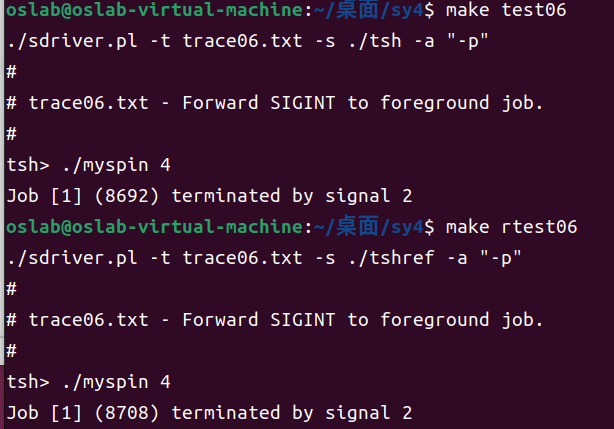 oslab@oslab-virtual-machine:~/桌面/sy4$ make test06
./sdriver.pl -t trace06.txt -s ./tsh -a "-p"
#
# trace06.txt - Forward SIGINT to foreground job.
#
tsh> ./myspin 4
Job [1] (8692) terminated by signal 2
oslab@oslab-virtual-machine:~/桌面/sy4$ make rtest06
./sdriver.pl -t trace06.txt -s ./tshref -a "-p"
#
# trace06.txt - Forward SIGINT to foreground job.
#
tsh> ./myspin 4
Job [1] (8708) terminated by signal 2